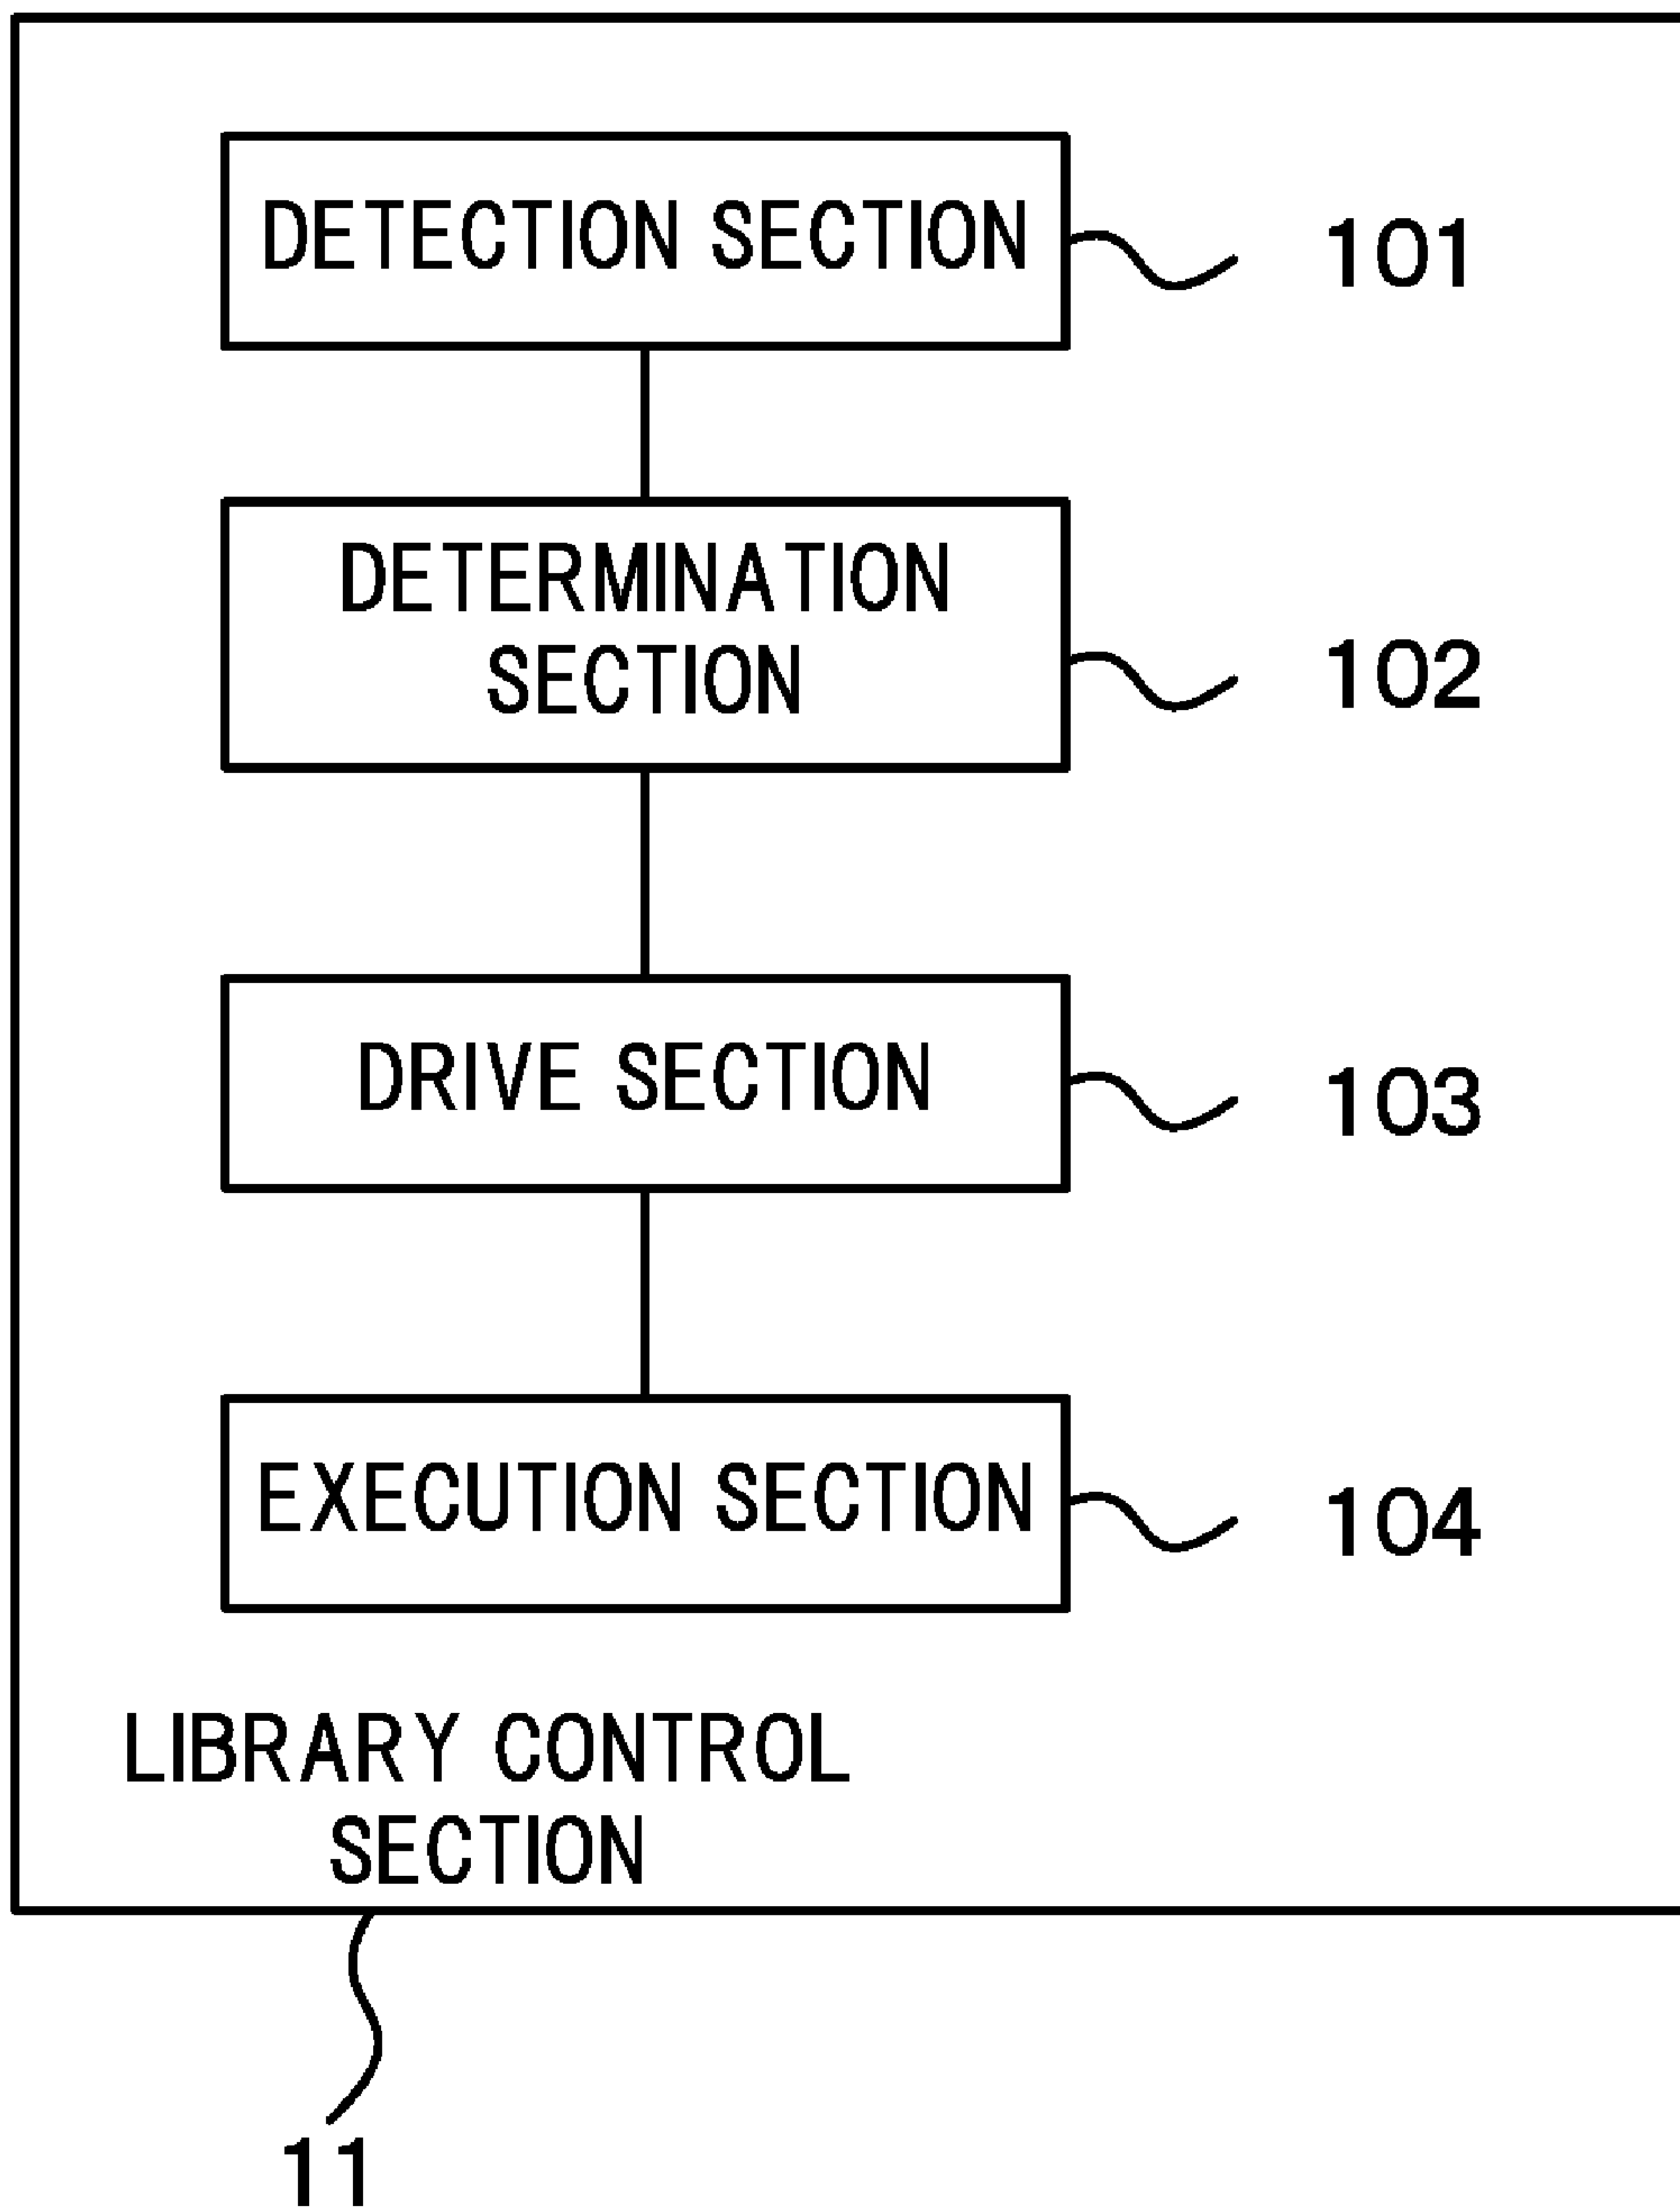 DETECTION SECTION
101
DETERMINATION
SECTION
102
DRIVE SECTION
103
EXECUTION SECTION
104
LIBRARY CONTROL
SECTION
11